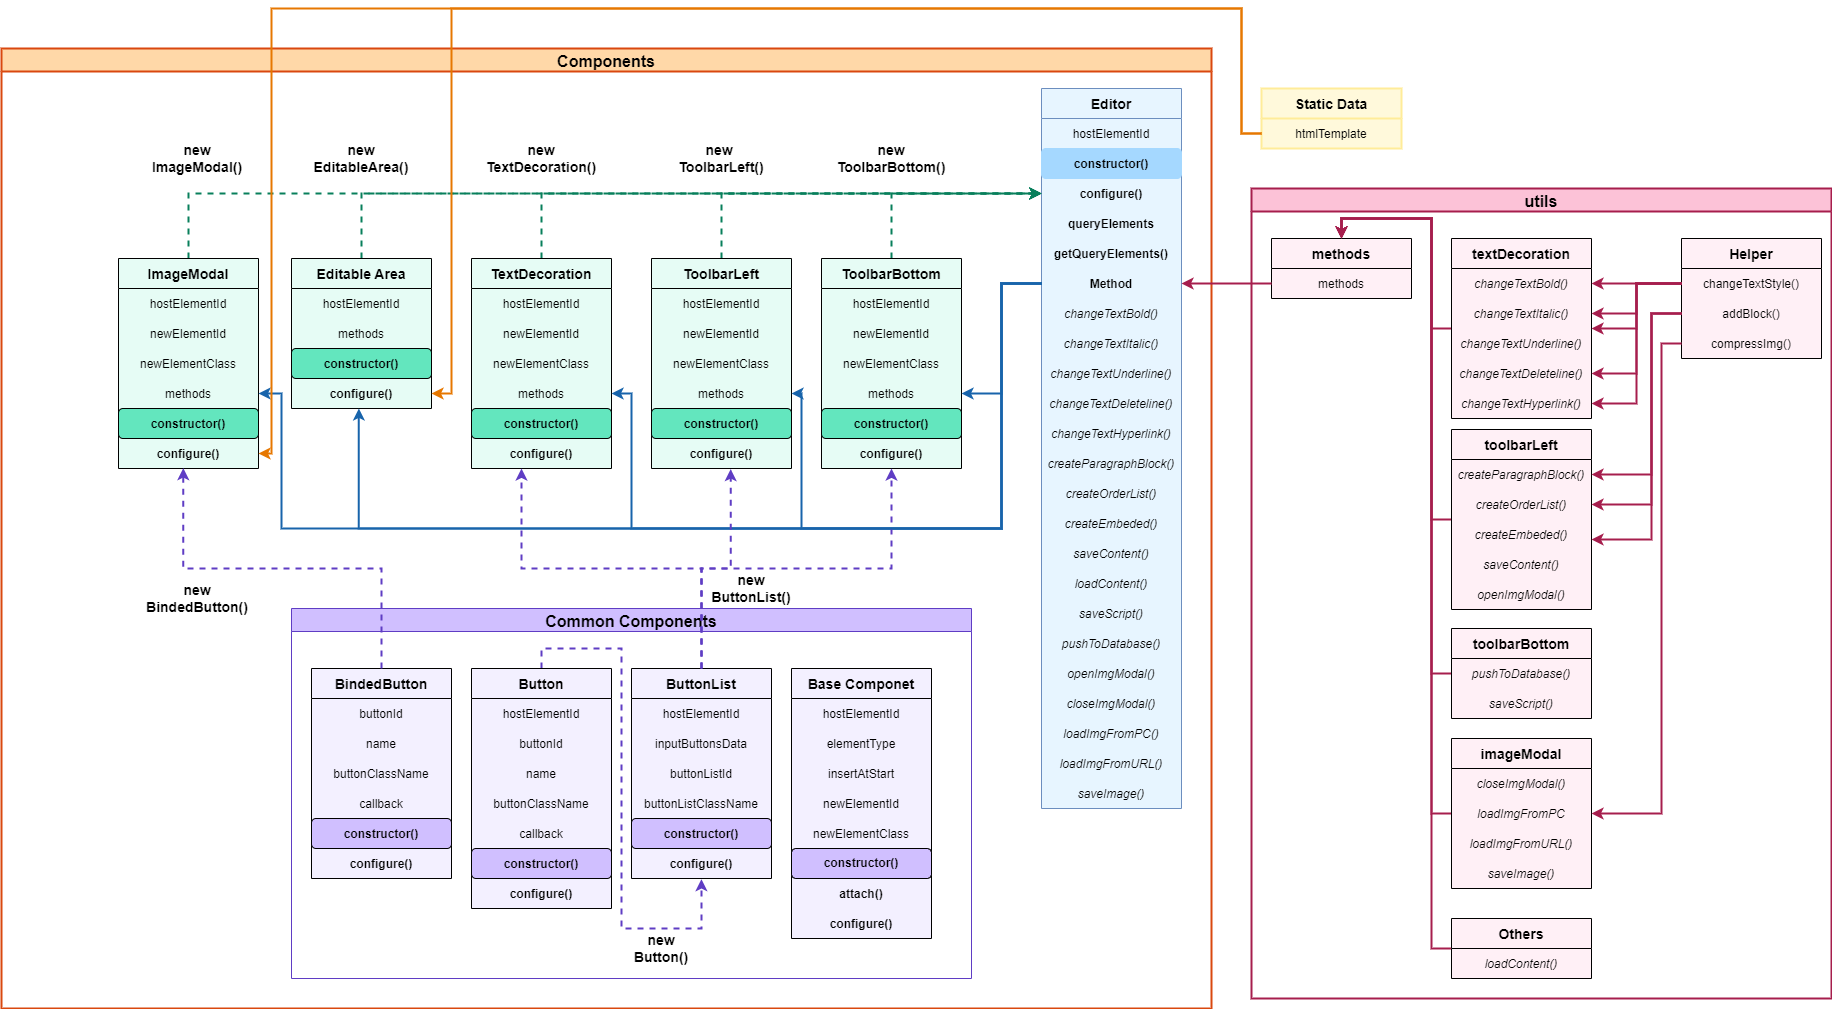 Components
new
ImageModal()
new
EditableArea()
new
TextDecoration()
new
ToolbarLeft()
new
ToolbarBottom()
ImageModal
hostElementId
newElementId
newElementClass
methods
constructor()
configure()
Editable Area
hostElementId
methods
constructor()
configure()
TextDecoration
hostElementId
newElementId
newElementClass
methods
constructor()
configure()
ToolbarLeft
hostElementId
newElementId
newElementClass
methods
constructor()
configure()
ToolbarBottom
hostElementId
newElementId
newElementClass
methods
constructor()
configure()
new
BindedButton()
new
ButtonList()
Common Components
BindedButton
buttonId
name
buttonClassName
callback
constructor()
configure()
Button
hostElementId
buttonId
name
buttonClassName
callback
constructor()
configure()
ButtonList
hostElementId
inputButtonsData
buttonListId
buttonListClassName
constructor()
configure()
Base Componet
hostElementId
elementType
insertAtStart
newElementId
newElementClass
constructor()
attach()
configure()
new
Button()
Editor
hostElementId
constructor()
configure()
queryElements
getQueryElements()
Method
changeTextBold()
changeTextItalic()
changeTextUnderline()
changeTextDeleteline()
changeTextHyperlink()
createParagraphBlock()
createOrderList()
createEmbeded()
saveContent()
loadContent()
saveScript()
pushToDatabase()
openImgModal()
closeImgModal()
loadImgFromPC()
loadImgFromURL()
saveImage()
Static Data
htmlTemplate
utils
methods
methods
textDecoration
changeTextBold()
changeTextItalic()
changeTextUnderline()
changeTextDeleteline()
changeTextHyperlink()
toolbarLeft
createParagraphBlock()
createOrderList()
createEmbeded()
saveContent()
openImgModal()
toolbarBottom
pushToDatabase()
saveScript()
imageModal
closeImgModal()
loadImgFromPC
loadImgFromURL()
saveImage()
Others
loadContent()
Helper
changeTextStyle()
addBlock()
compressImg()